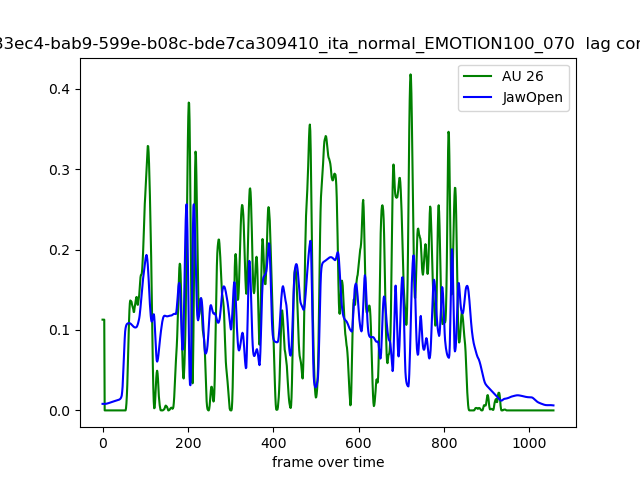 33ec4-bab9-599e-b08c-bde7ca309410_ita_normal_EMOTION100_070 lag cor
AU 26
JawOpen
0.4
0.3
0.2
0.1
0.0
0 200 400 600 800 1000
frame over time